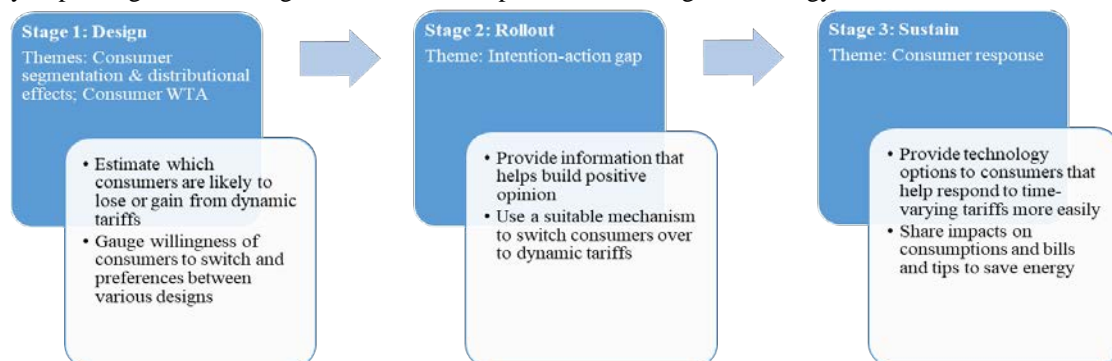 Stage 1: Design
Themes: Consumer
segmentation & distributional
effects; Consumer WTA
• Estimate which
consumers are likely to
lose or gain from dynamic
tariffs
• Gauge willingness of
consumers to switch and
preferences between
various designs
Stage 2: Rollout
Theme: Intention-action gap
• Provide information that
helps build positive
opinion
• Use a suitable mechanism
to switch consumers over
to dynamic tariffs
Stage 3: Sustain
Theme: Consumer response
• Provide technology
options to consumers that
help respond to time-
varying tariffs more easily
• Share impacts on
consumptions and bills
and tips to save energy